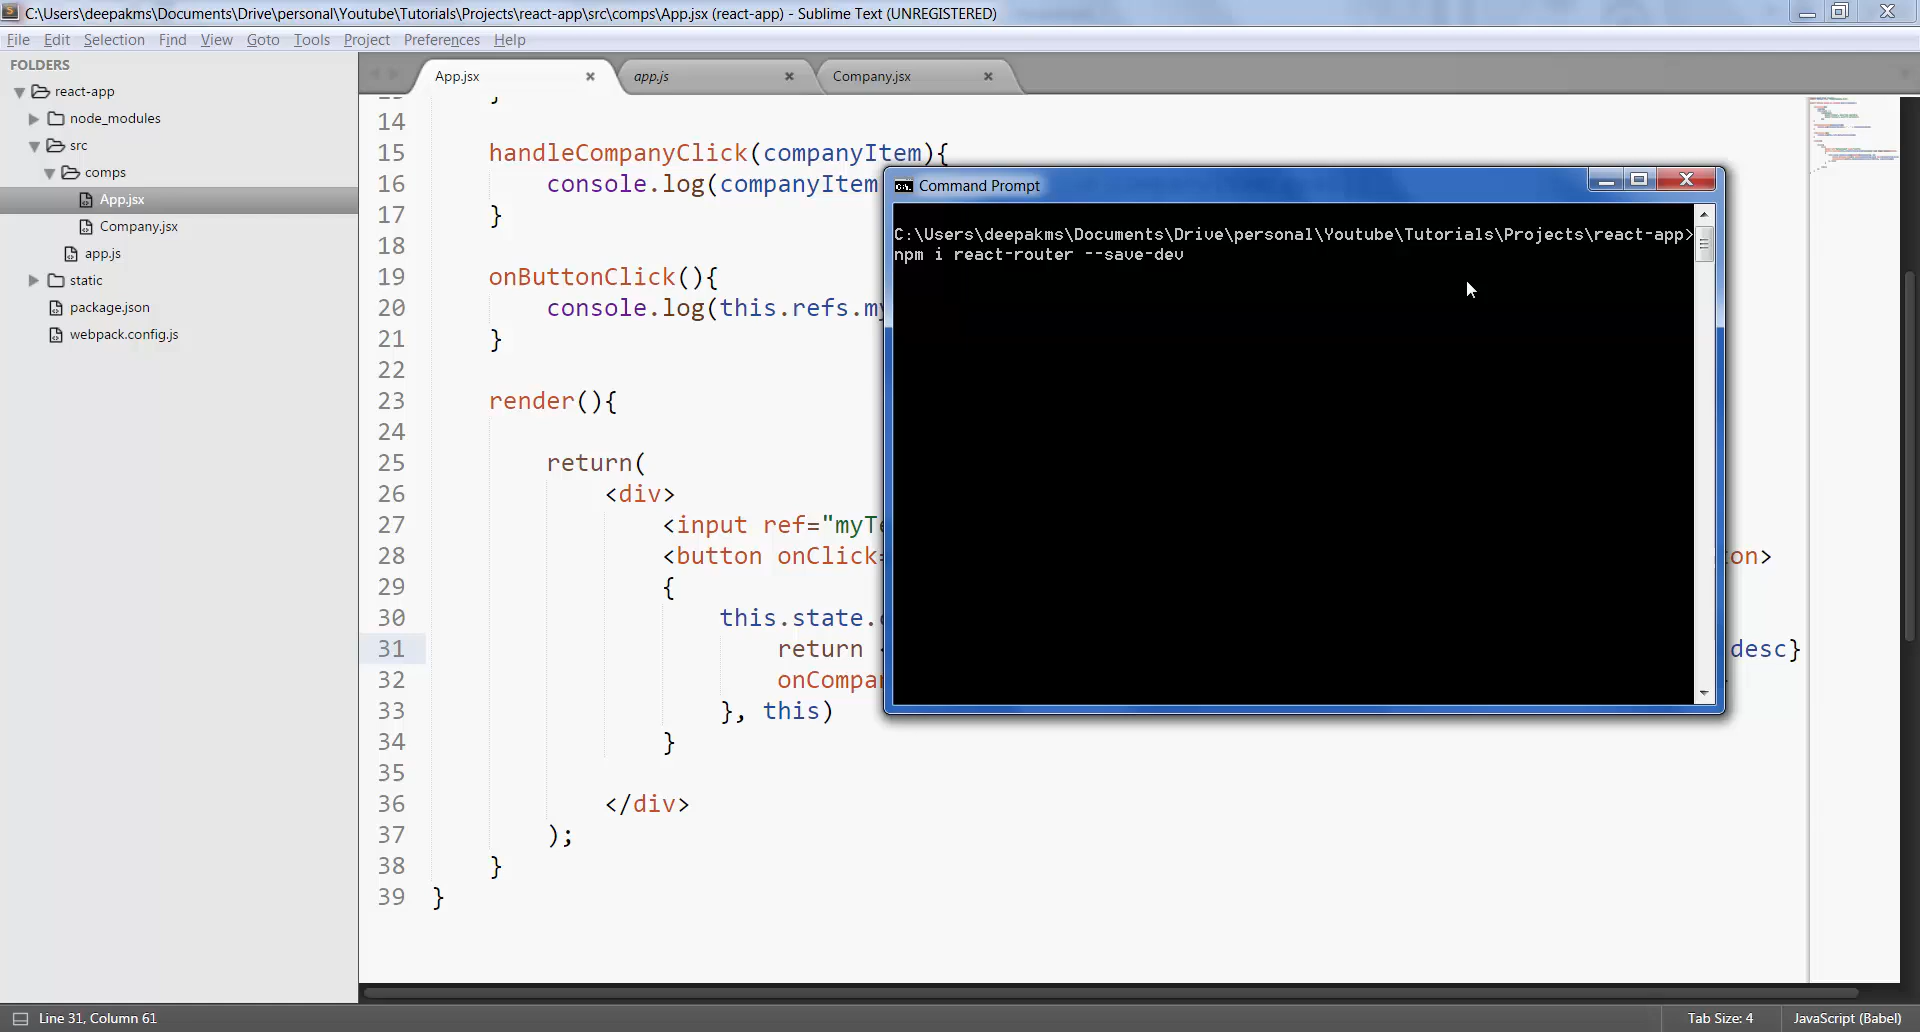 C:\Users\deepakms\Documents\Drive\personal\Youtube\Tutorials\Projects\react-app\src\comps\App.jsx (react-app) - Sublime Text (UNREGISTERED)
File Edit Selection Find View Goto Tools Project Preferences Help
FOLDERS
react-app
node_modules
src
comps
App.jsx
Company.jsx
app.js
static
package.json
webpack.config.js
App.jsx app.js Company.jsx
}
14
15 handleCompanyClick(companyItem){
16 console.log(companyItem
17 }
18
19 onButtonClick(){
20 console.log(this.refs.my
21 }
22
23 render(){
24
25 return(
26 <div>
27 <input ref="myTe
28 <button onClick= on>
29 {
30 this.state.c
31 return < desc}
32 onCompan
33 }, this)
34 }
35
36 </div>
37 );
38 }
39 }
Command Prompt
C:\Users\deepakms\Documents\Drive\personal\Youtube\Tutorials\Projects\react-app>
npm i react-router --save-dev
Line 31, Column 61 Tab Size: 4 JavaScript (Babel)